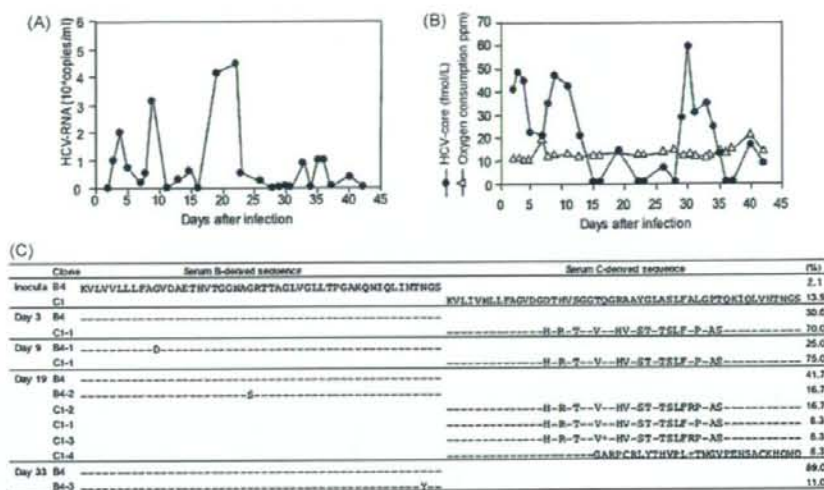 (A)
HCV-RNA (10⁴copies/ml)
6
5
4
3
2
1
0
0 5 10 15 20 25 30 35 40 45
Days after infection
(B)
HCV-core (fmol/L)
Oxygen consumption ppm)
70
60
50
40
30
20
10
0
0 5 10 15 20 25 30 35 40 45
Days after infection
(C)
Clone Serum B-derived sequence Serum C-derived sequence (%)
Inocula B4 2.1
C1 13.9
Day 3 B4 30.0
C1-1 H-R-T--V--HV-ST-TSLF-P-AS 70.0
Day 9 B4-1 D 25.0
C1-1 H-R-T--V--HV-ST-TSLF-P-AS 75.0
Day 19 B4 41.7
B4-2 S 16.7
C1-2 H-R-T--V--HV-ST-TSLFRP-AS 16.7
C1-1 H-R-T--V--HV-ST-TSLF-P-AS 8.3
C1-3 H-R-T--V*-HV-ST-TSLFRP-AS 8.3
C1-4 8.3
Day 33 B4 89.0
B4-3 Y 11.0